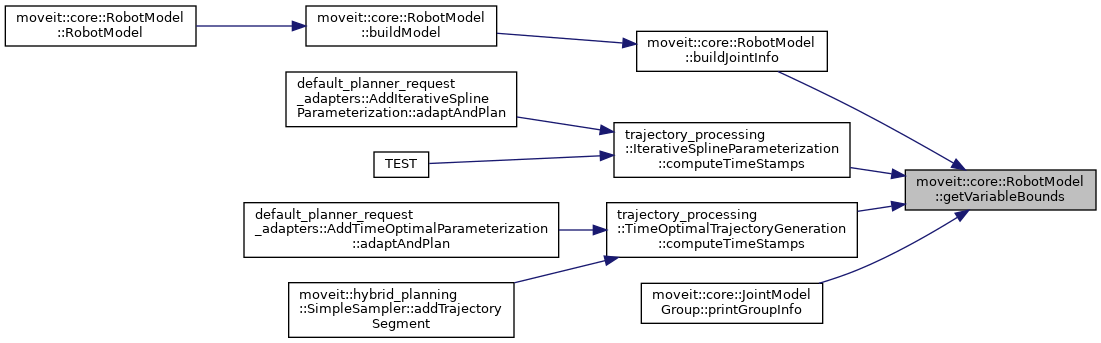 moveit::core::RobotModel
::RobotModel
moveit::core::RobotModel
::buildModel
moveit::core::RobotModel
::buildJointInfo
default_planner_request
_adapters::AddIterativeSpline
Parameterization::adaptAndPlan
trajectory_processing
::IterativeSplineParameterization
::computeTimeStamps
TEST
moveit::core::RobotModel
::getVariableBounds
default_planner_request
_adapters::AddTimeOptimalParameterization
::adaptAndPlan
trajectory_processing
::TimeOptimalTrajectoryGeneration
::computeTimeStamps
moveit::hybrid_planning
::SimpleSampler::addTrajectory
Segment
moveit::core::JointModel
Group::printGroupInfo